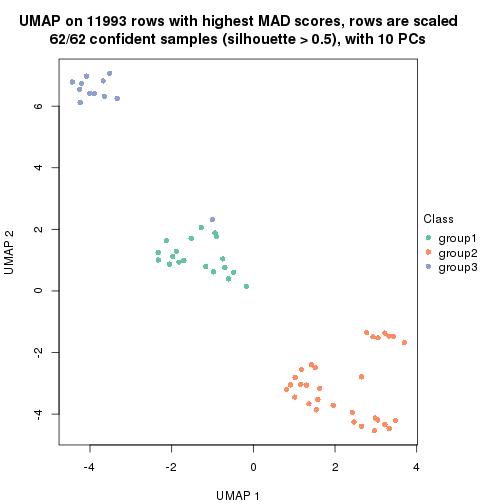 UMAP on 11993 rows with highest MAD scores, rows are scaled
62/62 confident samples (silhouette > 0.5), with 10 PCs
6
4
2
0
-2
-4
UMAP 2
-4
-2
0
2
4
UMAP 1
Class
group1
group2
group3